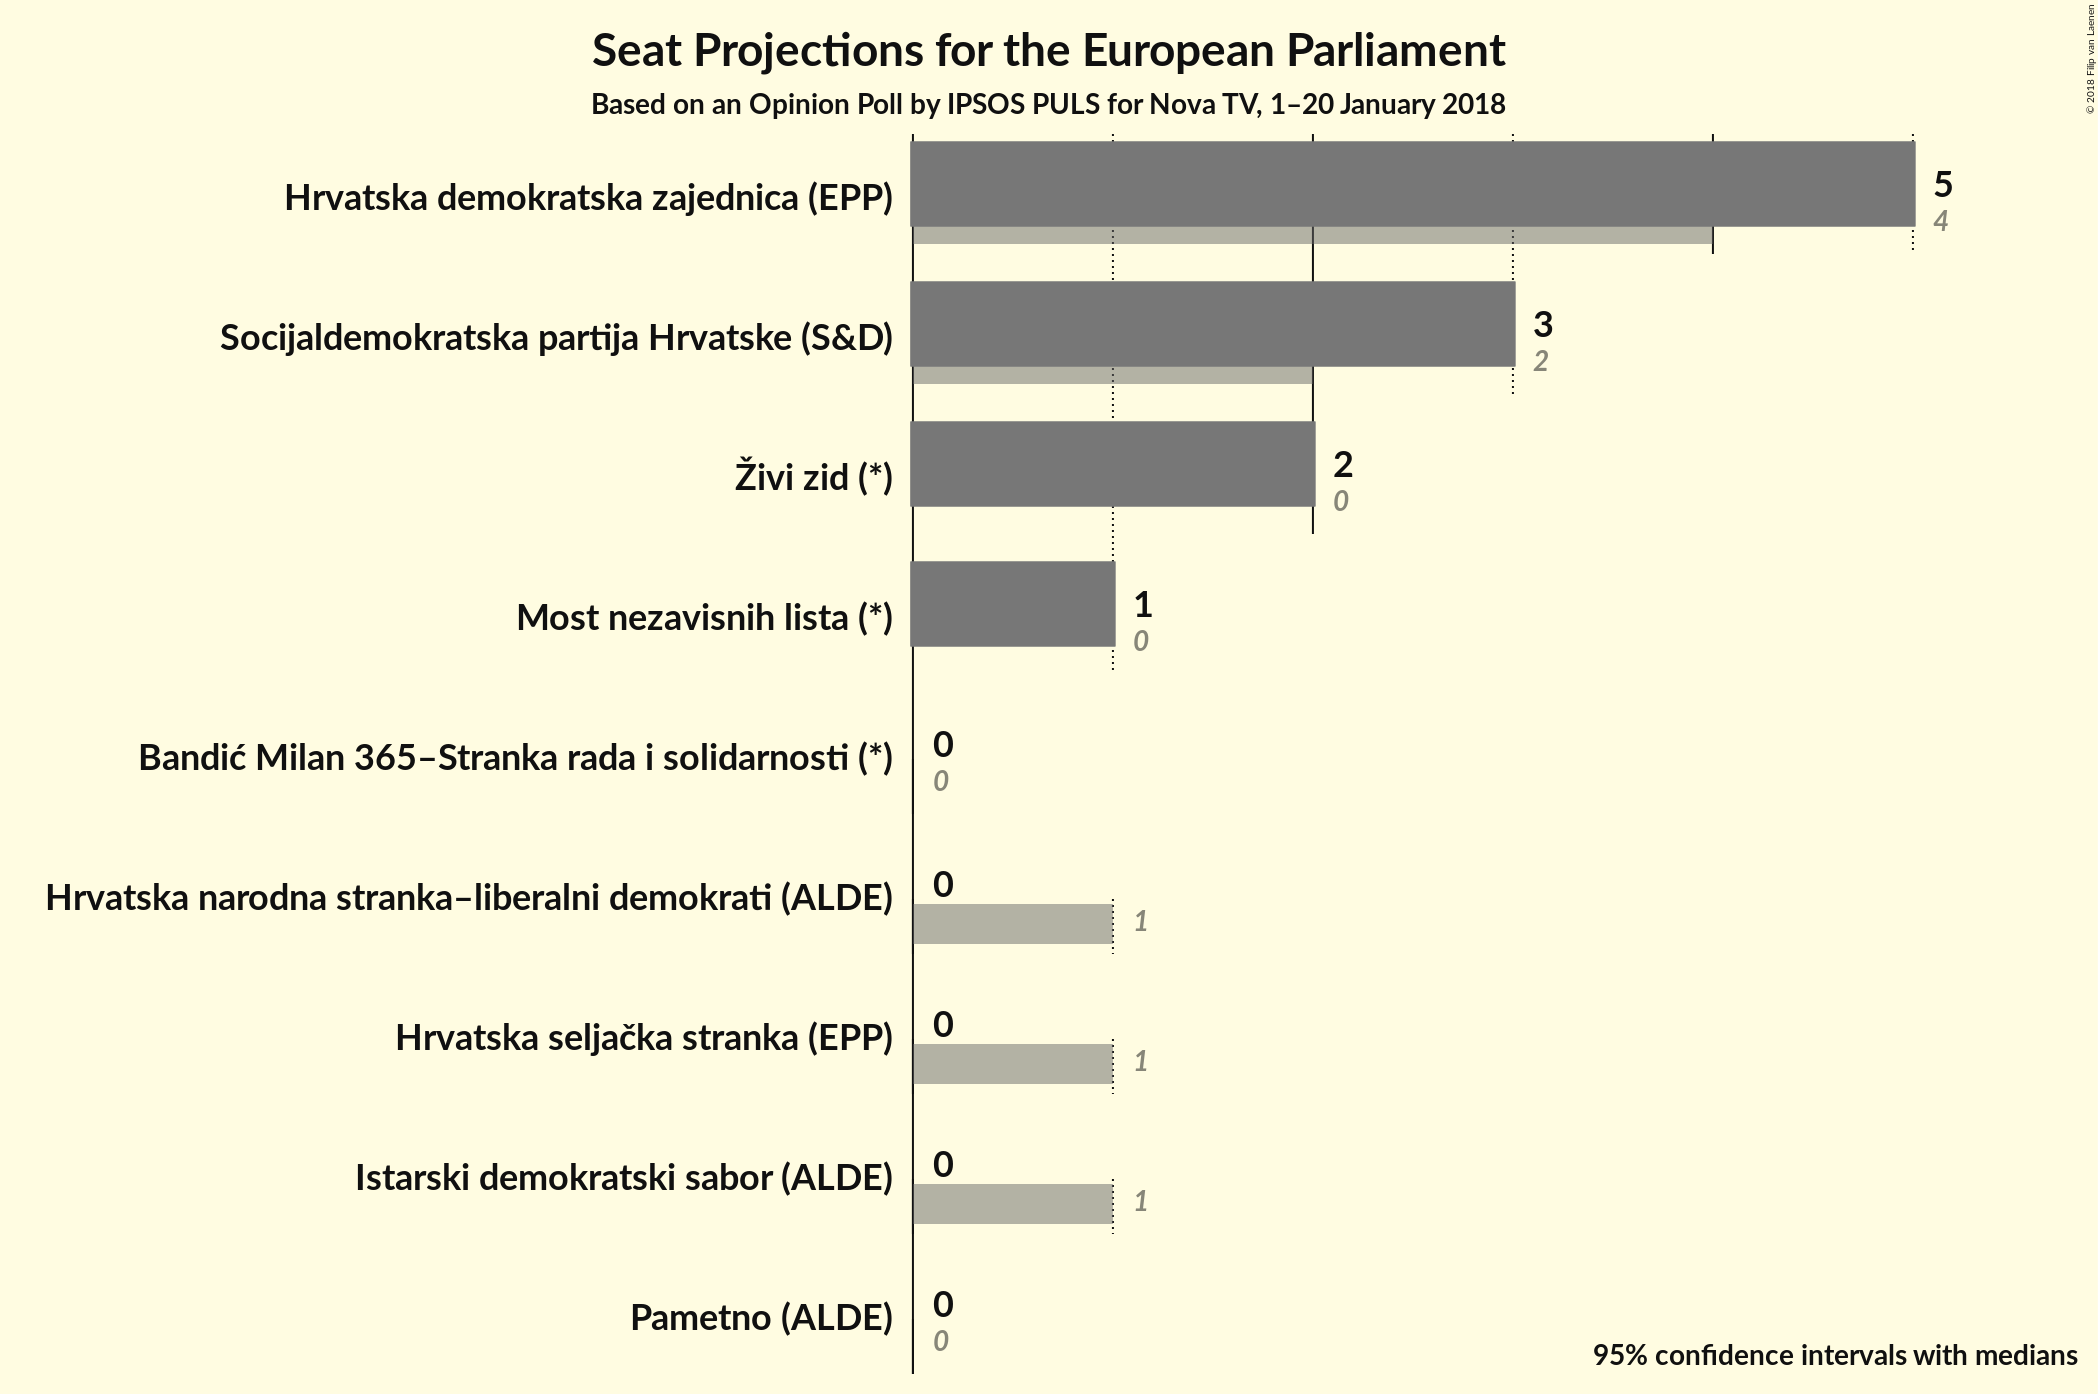 Seat Projections for the European Parliament
Based on an Opinion Poll by IPSOS PULS for Nova TV, 1–20 January 2018
© 2018 Filip van Laenen
Hrvatska demokratska zajednica (EPP)
5
4
Socijaldemokratska partija Hrvatske (S&D)
3
2
Živi zid (*)
2
0
Most nezavisnih lista (*)
1
0
Bandić Milan 365–Stranka rada i solidarnosti (*)
0
0
Hrvatska narodna stranka–liberalni demokrati (ALDE)
0
1
Hrvatska seljačka stranka (EPP)
0
1
Istarski demokratski sabor (ALDE)
0
1
Pametno (ALDE)
0
0
95% confidence intervals with medians